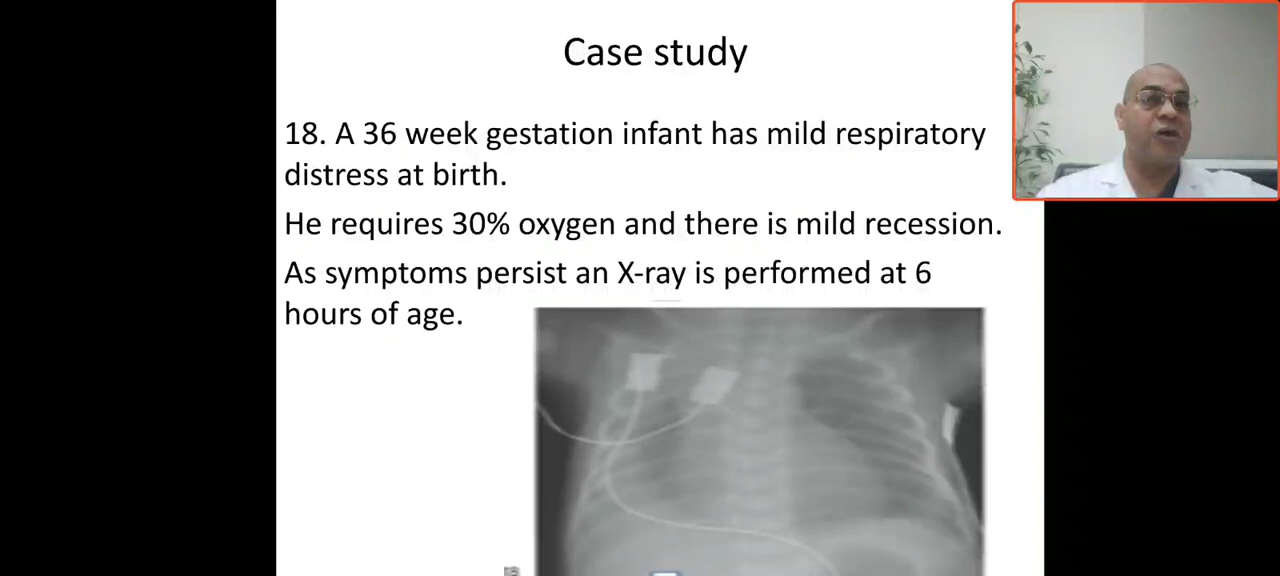 Case study
18. A 36 week gestation infant has mild respiratory
distress at birth.
He requires 30% oxygen and there is mild recession.
As symptoms persist an X-ray is performed at 6
hours of age.